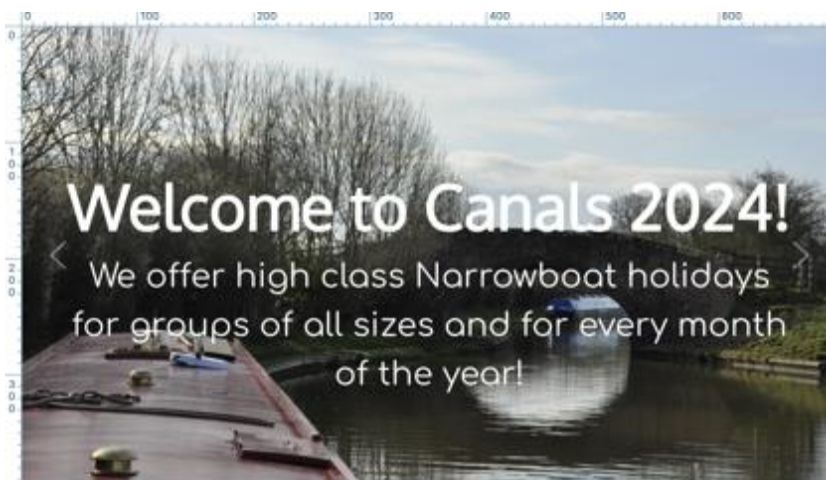 0 100 200 300 400 500 600
0
100
200
300
Welcome to Canals 2024!
We offer high class Narrowboat holidays
for groups of all sizes and for every month
of the year!